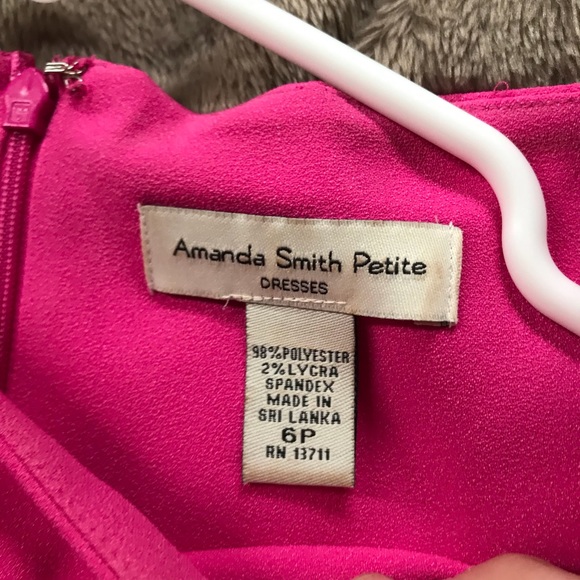 Amanda Smith Petite
DRESSES
98%POLYESTER
2%LYCRA
SPANDEX
MADE IN
SRI LANKA
6P
RN 13711